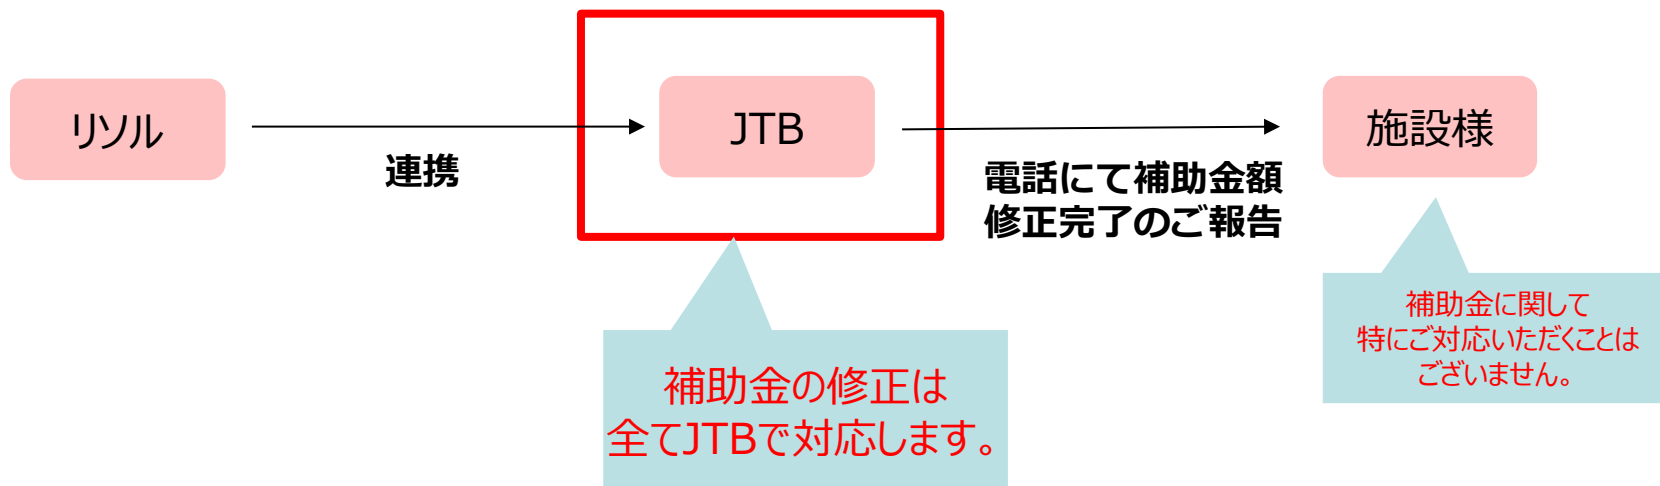 リソル
連携
JTB
電話にて補助金額
修正完了のご報告
施設様
補助金の修正は
全てJTBで対応します。
補助金に関して
特にご対応いただくことは
ございません。